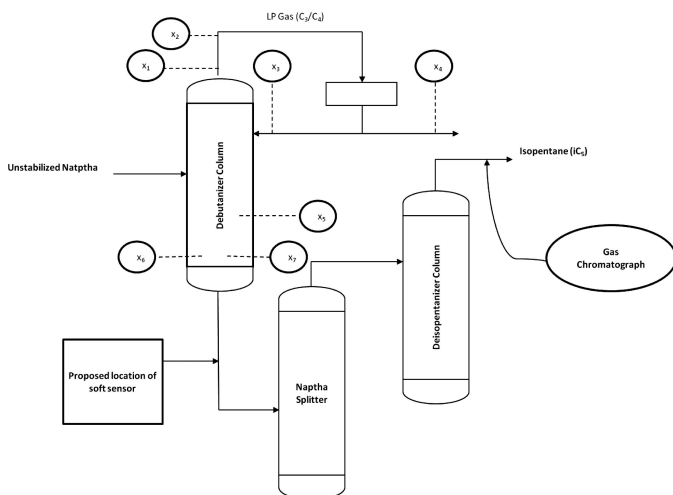 LP Gas (C₃/C₄)
x₂
x₁
x₃
x₄
Unstabilized Natptha
Debutanizer Column
Isopentane (iC₅)
x₅
x₆
x₇
Deisopentanizer Column
Gas
Chromatograph
Proposed location of
soft sensor
Naptha
Splitter